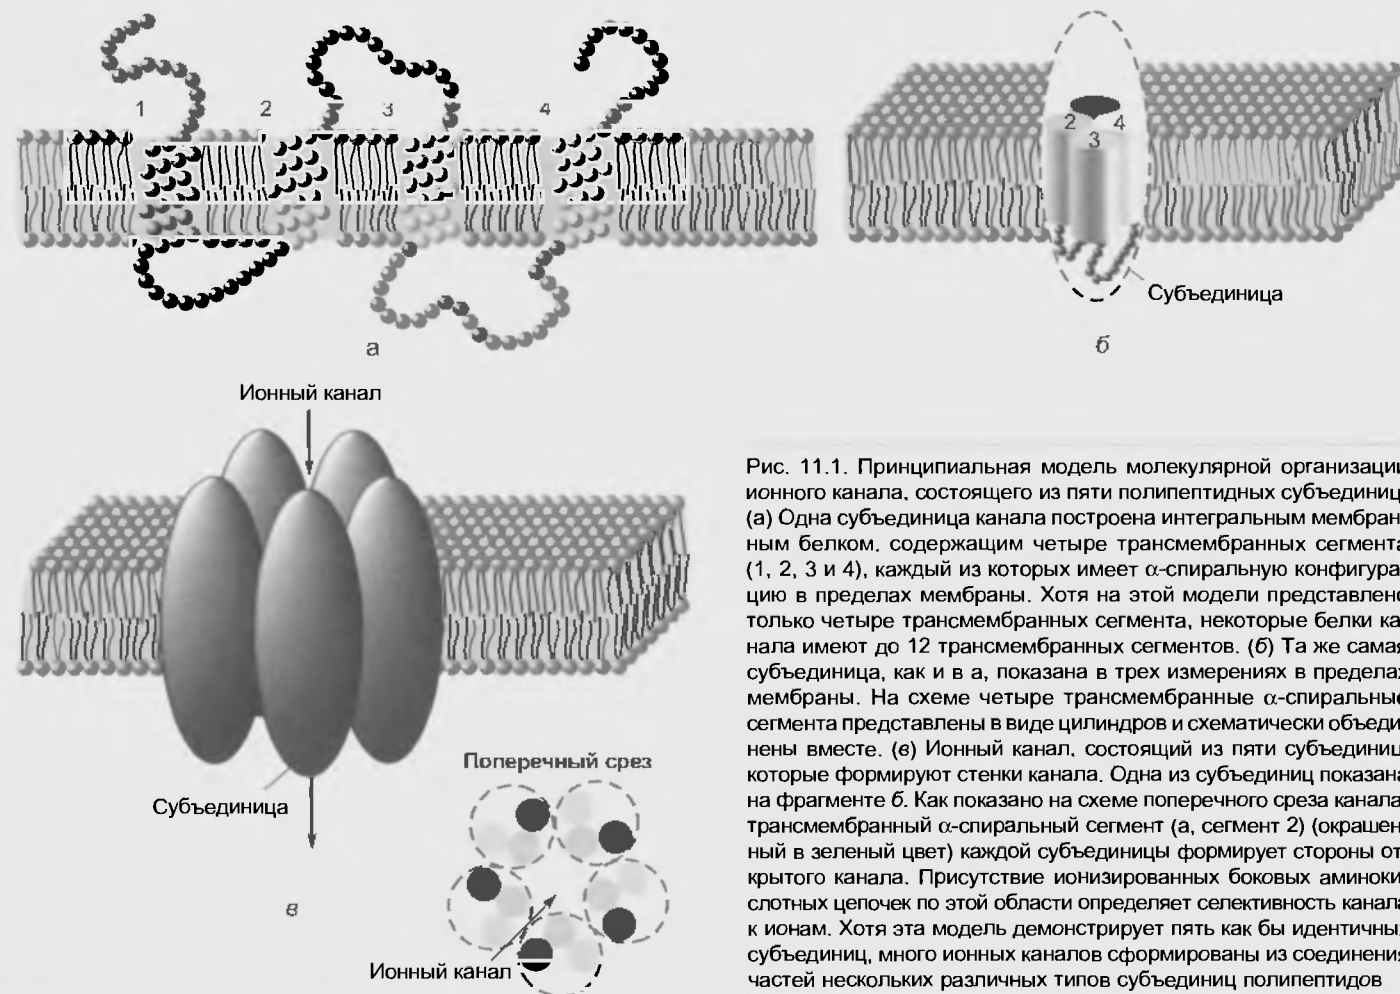 1 2 3 4
а
2 3 4
Субъединица
б
Ионный канал
Субъединица
в
Поперечный срез
Ионный канал
Рис. 11.1. Принципиальная модель молекулярной организации
ионного канала, состоящего из пяти полипептидных субъединиц
(а) Одна субъединица канала построена интегральным мембран
ным белком, содержащим четыре трансмембранных сегмента
(1, 2, 3 и 4), каждый из которых имеет α-спиральную конфигура
цию в пределах мембраны. Хотя на этой модели представлено
только четыре трансмембранных сегмента, некоторые белки ка
нала имеют до 12 трансмембранных сегментов. (б) Та же самая
субъединица, как и в а, показана в трех измерениях в пределах
мембраны. На схеме четыре трансмембранные α-спиральные
сегмента представлены в виде цилиндров и схематически объеди
нены вместе. (в) Ионный канал, состоящий из пяти субъединиц
которые формируют стенки канала. Одна из субъединиц показана
на фрагменте б. Как показано на схеме поперечного среза канала
трансмембранный α-спиральный сегмент (а, сегмент 2) (окрашен
ный в зеленый цвет) каждой субъединицы формирует стороны от
крытого канала. Присутствие ионизированных боковых аминоки
слотных цепочек по этой области определяет селективность канала
к ионам. Хотя эта модель демонстрирует пять как бы идентичных
субъединиц, много ионных каналов сформированы из соединения
частей нескольких различных типов субъединиц полипептидов